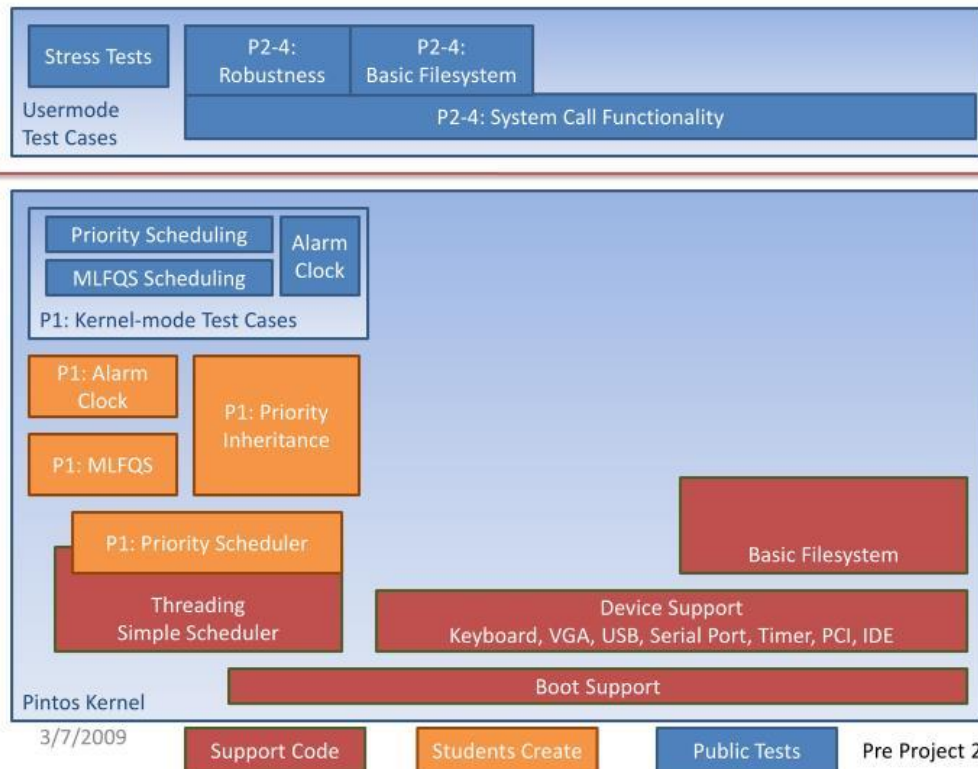 Stress Tests
P2-4:
Robustness
P2-4:
Basic Filesystem
Usermode
Test Cases
P2-4: System Call Functionality
Priority Scheduling
MLFQS Scheduling
Alarm
Clock
P1: Kernel-mode Test Cases
P1: Alarm
Clock
P1: Priority
Inheritance
P1: MLFQS
P1: Priority Scheduler
Threading
Simple Scheduler
Basic Filesystem
Device Support
Keyboard, VGA, USB, Serial Port, Timer, PCI, IDE
Boot Support
Pintos Kernel
3/7/2009
Support Code
Students Create
Public Tests
Pre Project 2